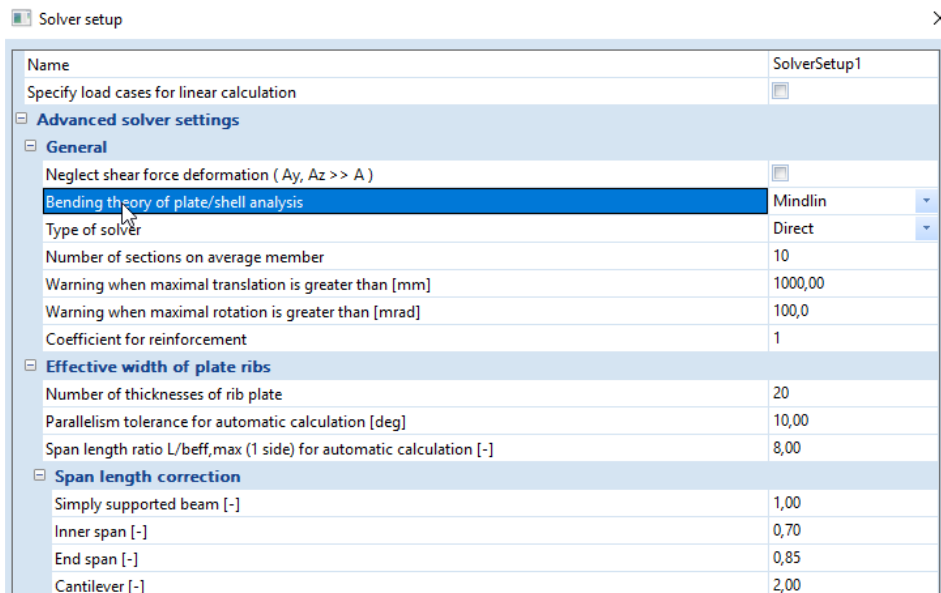 Solver setup
Name SolverSetup1
Specify load cases for linear calculation
Advanced solver settings
General
Neglect shear force deformation ( Ay, Az >> A )
Bending theory of plate/shell analysis Mindlin
Type of solver Direct
Number of sections on average member 10
Warning when maximal translation is greater than [mm] 1000,00
Warning when maximal rotation is greater than [mrad] 100,0
Coefficient for reinforcement 1
Effective width of plate ribs
Number of thicknesses of rib plate 20
Parallelism tolerance for automatic calculation [deg] 10,00
Span length ratio L/beff,max (1 side) for automatic calculation [-] 8,00
Span length correction
Simply supported beam [-] 1,00
Inner span [-] 0,70
End span [-] 0,85
Cantilever [-] 2,00